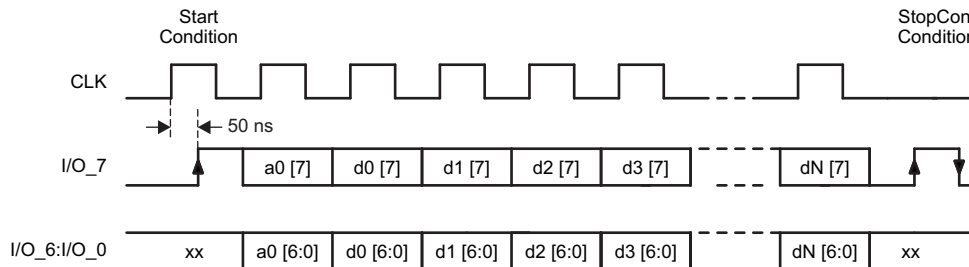 Start
Condition
StopCon
Condition
CLK
50 ns
I/O_7
a0 [7] d0 [7] d1 [7] d2 [7] d3 [7] dN [7]
I/O_6:I/O_0
xx a0 [6:0] d0 [6:0] d1 [6:0] d2 [6:0] d3 [6:0] dN [6:0] xx